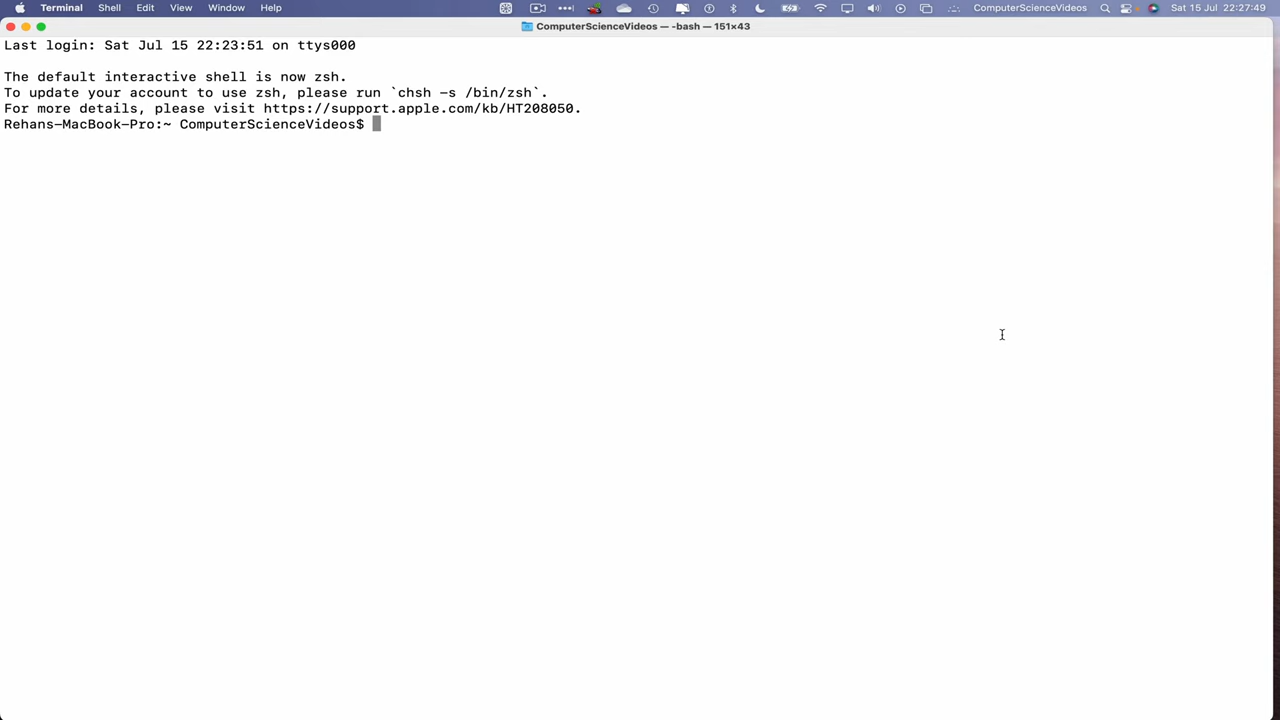 Terminal Shell Edit View Window Help ComputerScienceVideos Sat 15 Jul 22:27:49
ComputerScienceVideos — -bash — 151×43
Last login: Sat Jul 15 22:23:51 on ttys000
The default interactive shell is now zsh.
To update your account to use zsh, please run `chsh -s /bin/zsh`.
For more details, please visit https://support.apple.com/kb/HT208050.
Rehans-MacBook-Pro:~ ComputerScienceVideos$